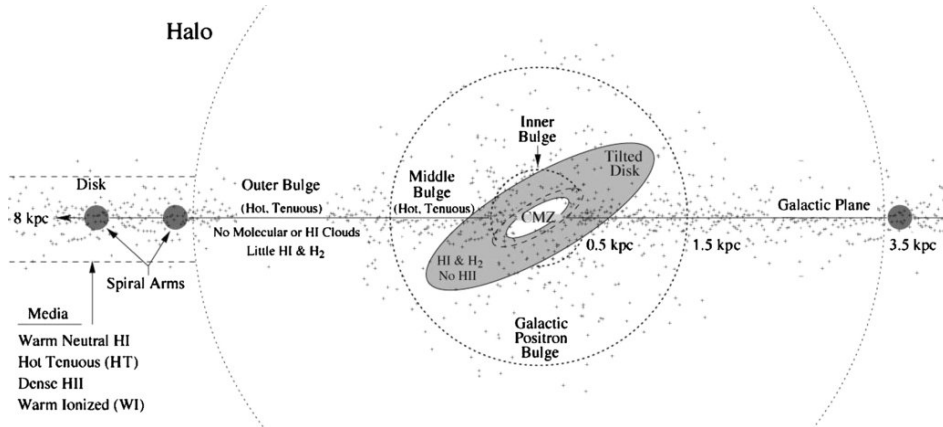 Halo
Inner
Bulge
Tilted
Disk
Disk
Outer Bulge
(Hot, Tenuous)
Middle
Bulge
(Hot, Tenuous)
CMZ
Galactic Plane
8 kpc
No Molecular or HI Clouds
Little HI & H₂
0.5 kpc
1.5 kpc
3.5 kpc
HI & H₂
No HII
Spiral Arms
Galactic
Positron
Bulge
Media
Warm Neutral HI
Hot Tenuous (HT)
Dense HII
Warm Ionized (WI)